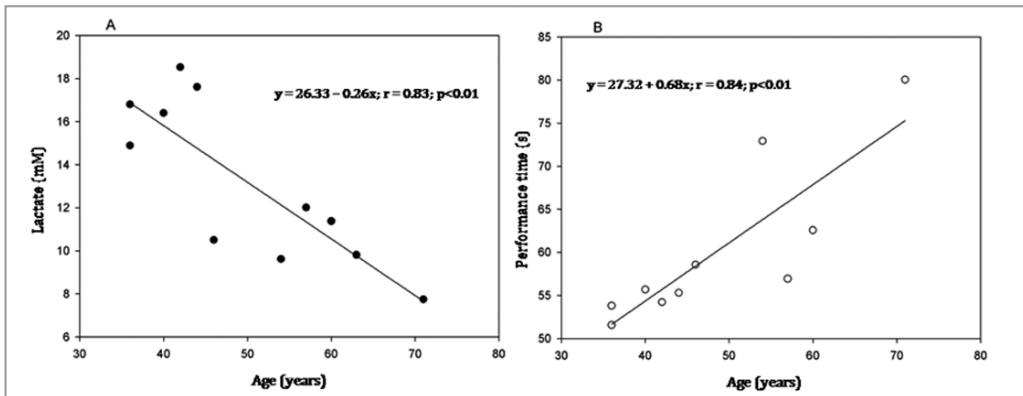 A
20
18
16
14
12
10
8
6
y = 26.33 – 0.26x; r = 0.83; p<0.01
Lactate (mM)
30 40 50 60 70 80
Age (years)
B
85
80
75
70
65
60
55
50
y = 27.32 + 0.68x; r = 0.84; p<0.01
Performance time (s)
30 40 50 60 70 80
Age (years)